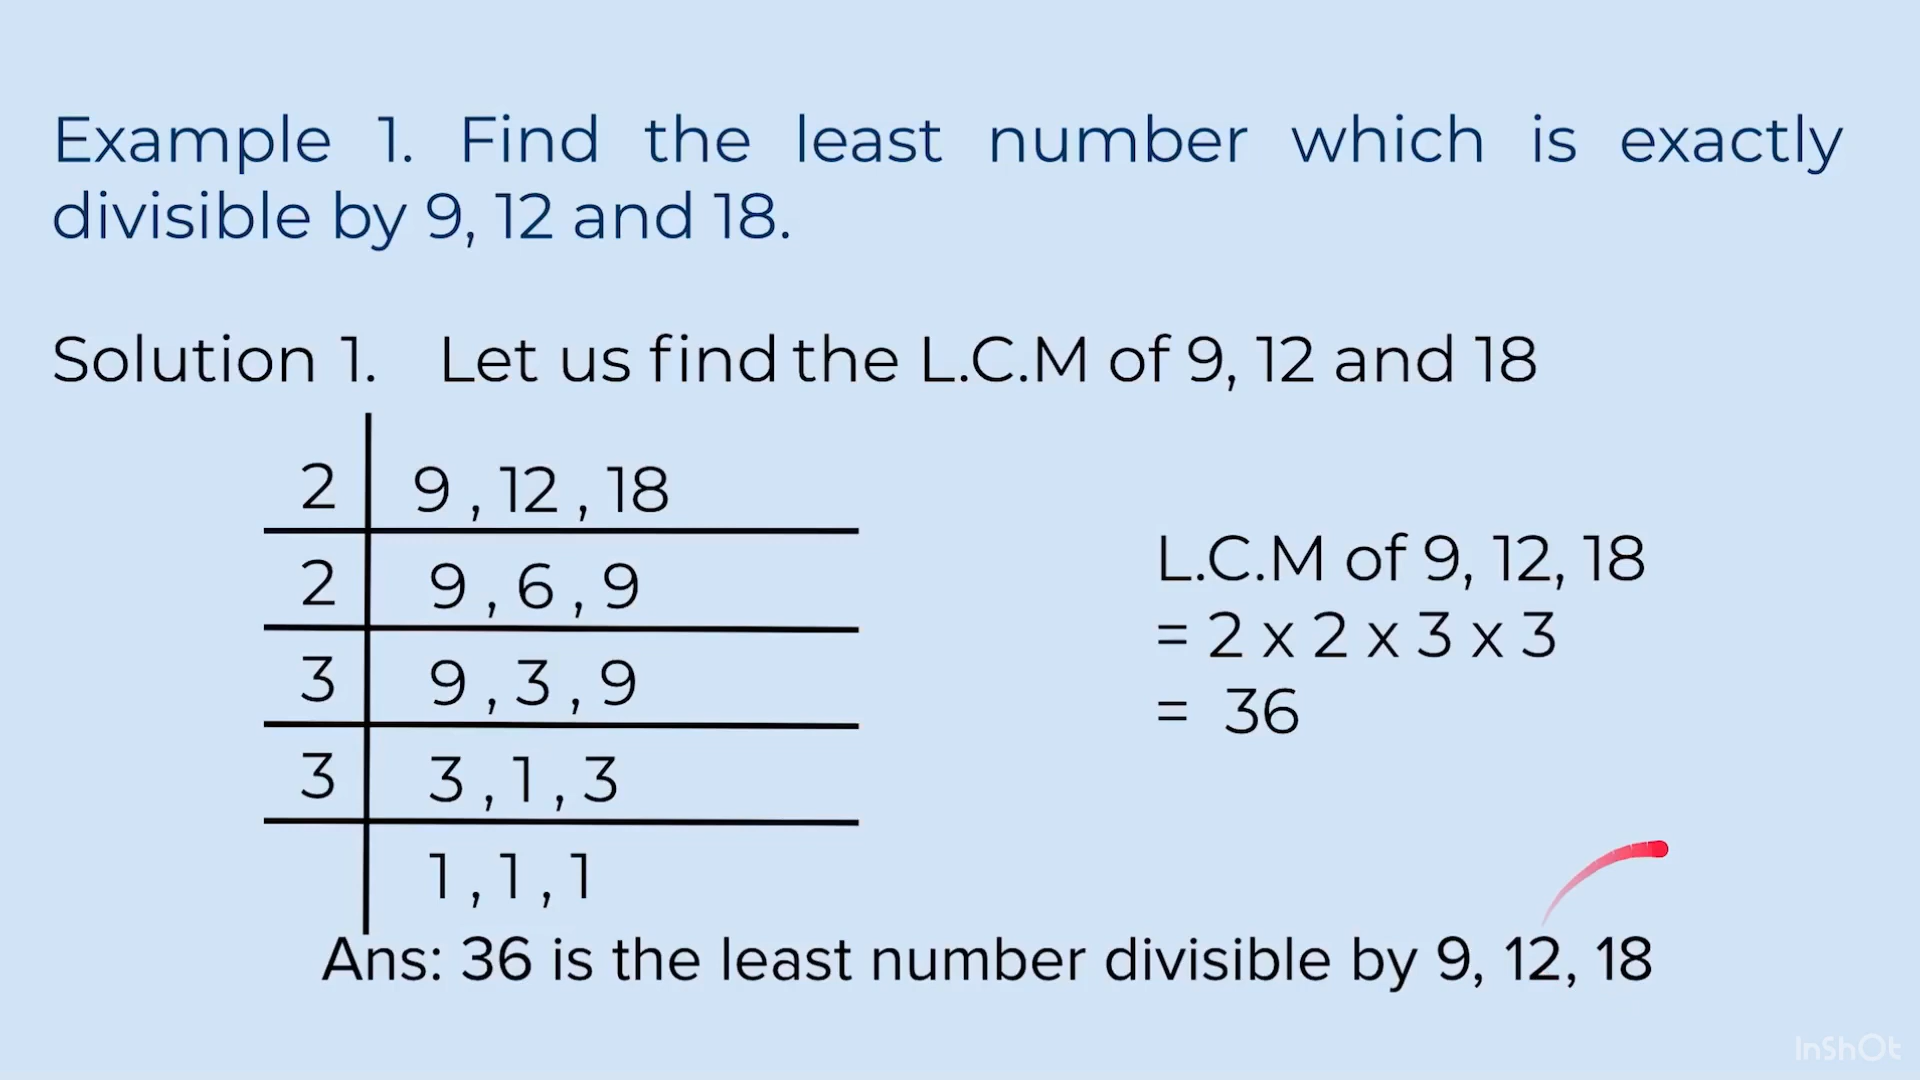 Example 1. Find the least number which is exactly
divisible by 9, 12 and 18.
Solution 1. Let us find the L.C.M of 9, 12 and 18
2 9 , 12 , 18
2 9 , 6 , 9
3 9 , 3 , 9
3 3 , 1 , 3
1 , 1 , 1
L.C.M of 9, 12, 18
= 2 x 2 x 3 x 3
= 36
Ans: 36 is the least number divisible by 9, 12, 18
InShOt